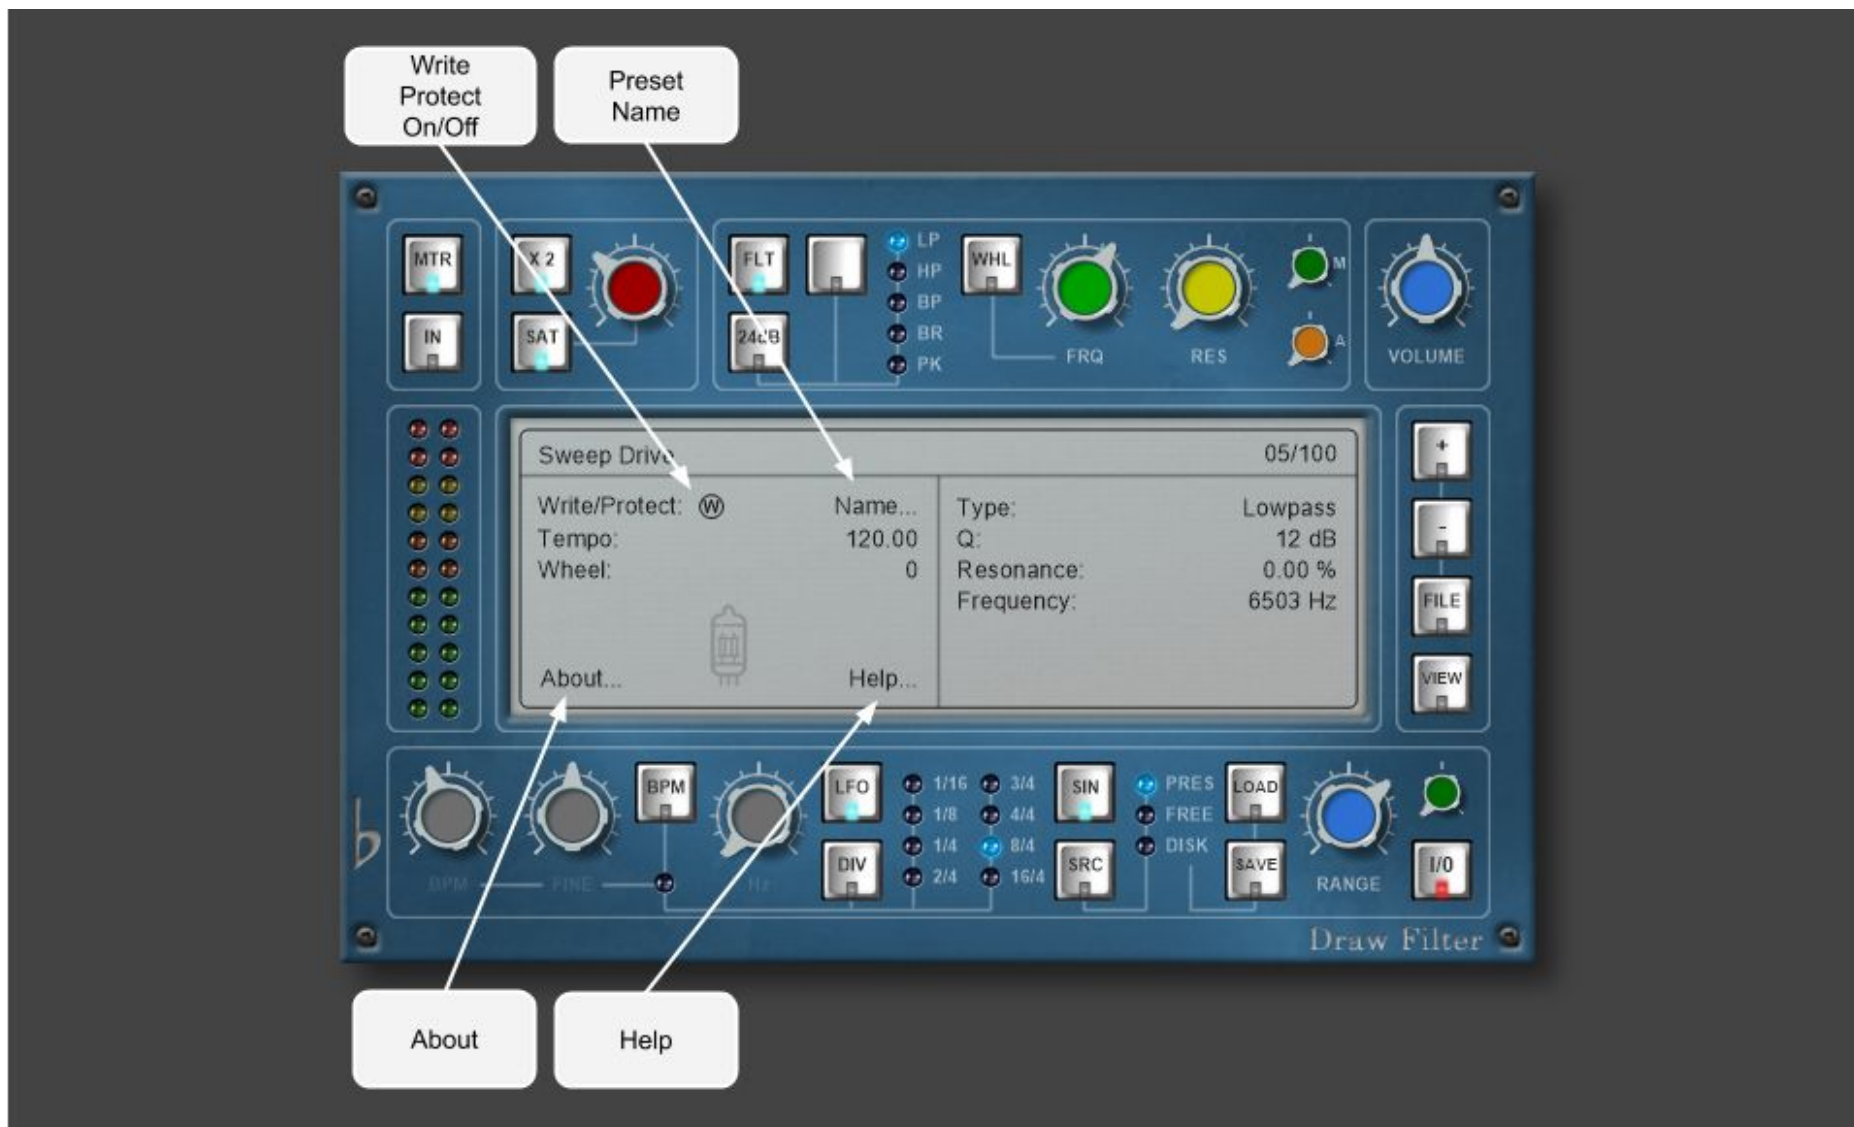 Write
Protect
On/Off
Preset
Name
MTR
X 2
FLT
LP
HP
BP
BR
PK
WHL
M
A
IN
SAT
24dB
FRQ
RES
VOLUME
Sweep Drive
05/100
Write/Protect: W
Name...
Tempo:
120.00
Wheel:
0
About...
Help...
Type:
Lowpass
Q:
12 dB
Resonance:
0.00 %
Frequency:
6503 Hz
+
-
FILE
VIEW
BPM
LFO
1/16
3/4
SIN
PRES
LOAD
1/8
4/4
FREE
1/4
8/4
DISK
DIV
2/4
16/4
SRC
SAVE
I/0
BPM
FINE
Hz
RANGE
Draw Filter
About
Help